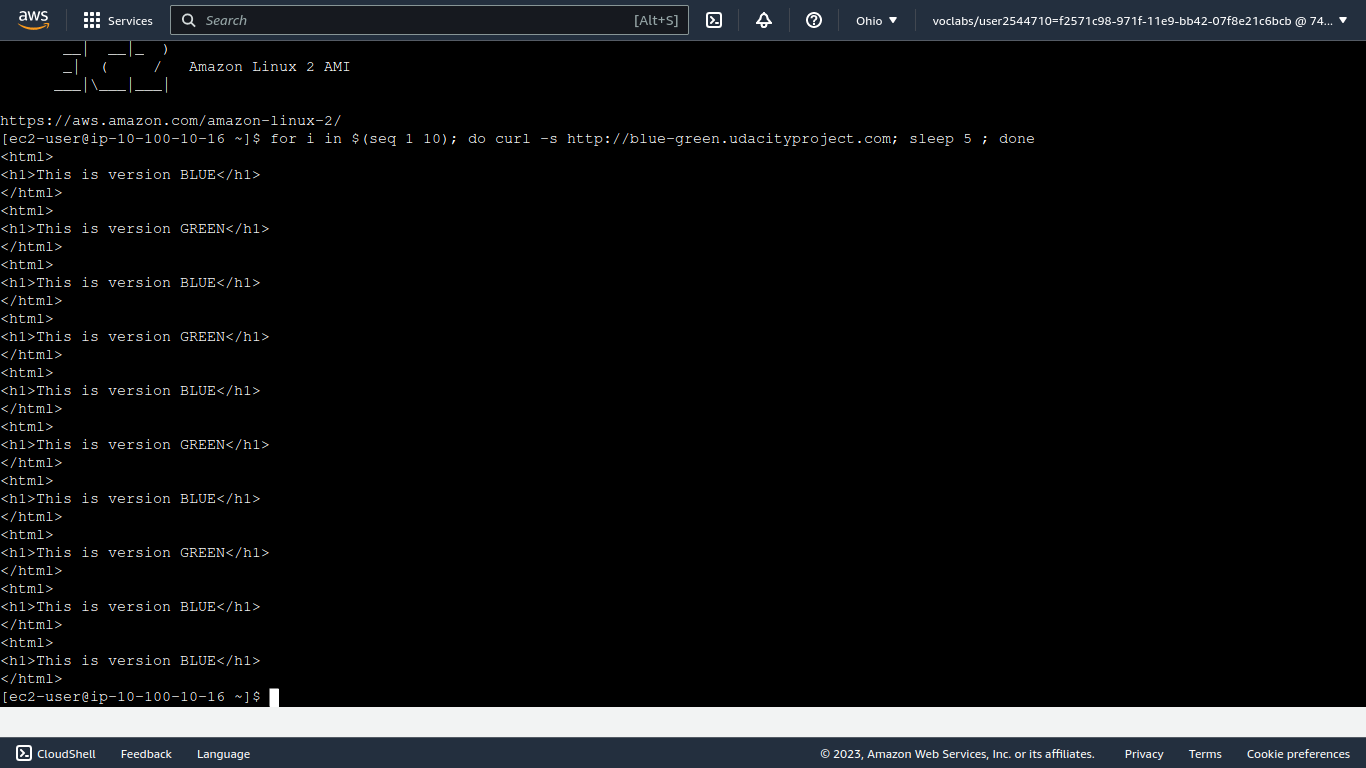 aws Services Search [Alt+S] Ohio voclabs/user2544710=f2571c98-971f-11e9-bb42-07f8e21c6bcb @ 74...
__|  __|_  )
_|  (     /   Amazon Linux 2 AMI
___|\___|___|
https://aws.amazon.com/amazon-linux-2/
[ec2-user@ip-10-100-10-16 ~]$ for i in $(seq 1 10); do curl -s http://blue-green.udacityproject.com; sleep 5 ; done
<html>
<h1>This is version BLUE</h1>
</html>
<html>
<h1>This is version GREEN</h1>
</html>
<html>
<h1>This is version BLUE</h1>
</html>
<html>
<h1>This is version GREEN</h1>
</html>
<html>
<h1>This is version BLUE</h1>
</html>
<html>
<h1>This is version GREEN</h1>
</html>
<html>
<h1>This is version BLUE</h1>
</html>
<html>
<h1>This is version GREEN</h1>
</html>
<html>
<h1>This is version BLUE</h1>
</html>
<html>
<h1>This is version BLUE</h1>
</html>
[ec2-user@ip-10-100-10-16 ~]$
CloudShell Feedback Language © 2023, Amazon Web Services, Inc. or its affiliates. Privacy Terms Cookie preferences